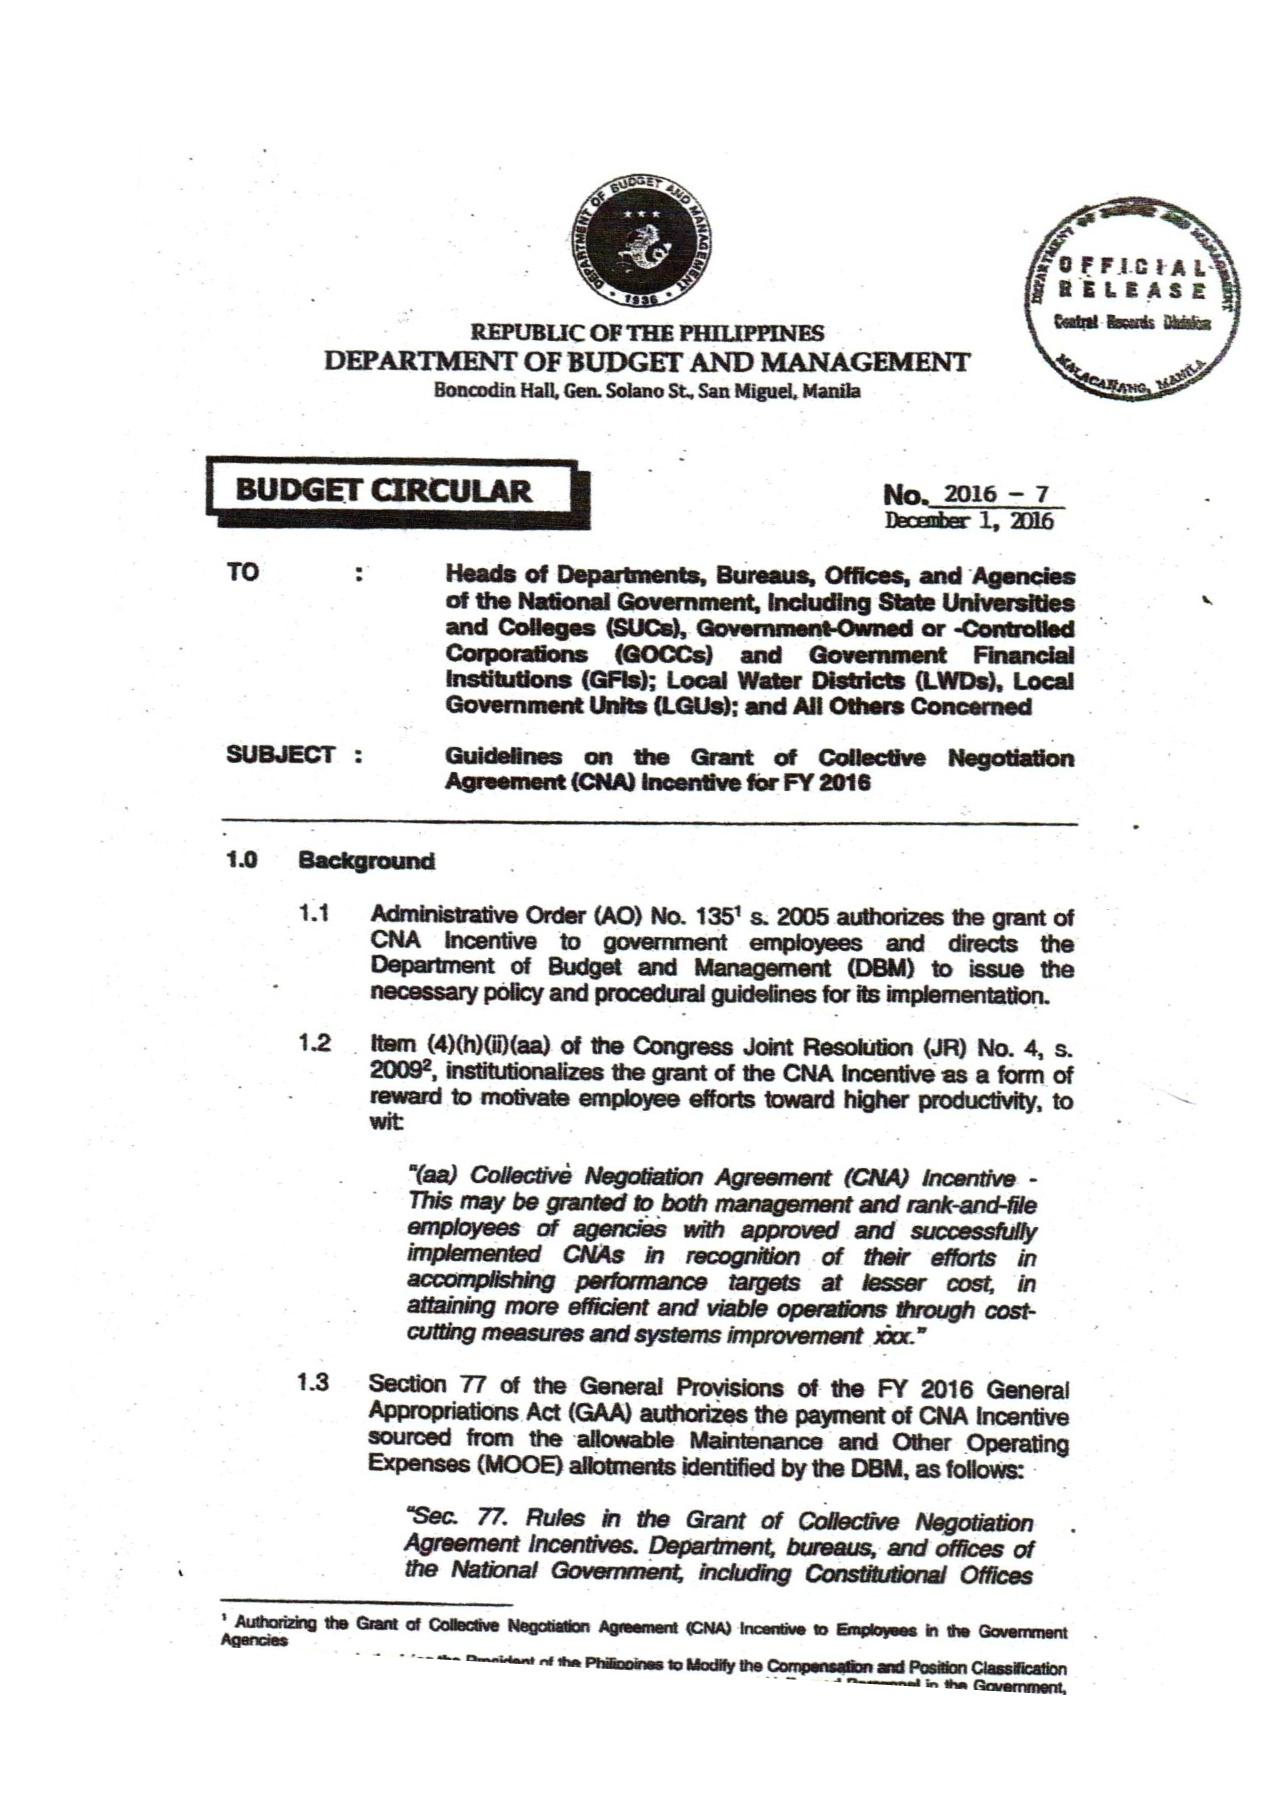 DEPARTMENT OF BUDGET AND MANAGEMENT
1936
DEPARTMENT OF BUDGET AND MANAGEMENT
OFFICIAL
RELEASE
Central Records Division
MALACAÑANG, MANILA
REPUBLIC OF THE PHILIPPINES
DEPARTMENT OF BUDGET AND MANAGEMENT
Boncodin Hall, Gen. Solano St., San Miguel, Manila
BUDGET CIRCULAR
No. 2016 – 7
December 1, 2016
TO : Heads of Departments, Bureaus, Offices, and Agencies
of the National Government, Including State Universities
and Colleges (SUCs), Government-Owned or -Controlled
Corporations (GOCCs) and Government Financial
Institutions (GFIs); Local Water Districts (LWDs), Local
Government Units (LGUs); and All Others Concerned
SUBJECT : Guidelines on the Grant of Collective Negotiation
Agreement (CNA) Incentive for FY 2016
1.0 Background
1.1 Administrative Order (AO) No. 135¹ s. 2005 authorizes the grant of
CNA Incentive to government employees and directs the
Department of Budget and Management (DBM) to issue the
necessary policy and procedural guidelines for its implementation.
1.2 Item (4)(h)(ii)(aa) of the Congress Joint Resolution (JR) No. 4, s.
2009², institutionalizes the grant of the CNA Incentive as a form of
reward to motivate employee efforts toward higher productivity, to
wit:
"(aa) Collective Negotiation Agreement (CNA) Incentive -
This may be granted to both management and rank-and-file
employees of agencies with approved and successfully
implemented CNAs in recognition of their efforts in
accomplishing performance targets at lesser cost, in
attaining more efficient and viable operations through cost-
cutting measures and systems improvement xxx."
1.3 Section 77 of the General Provisions of the FY 2016 General
Appropriations Act (GAA) authorizes the payment of CNA Incentive
sourced from the allowable Maintenance and Other Operating
Expenses (MOOE) allotments identified by the DBM, as follows:
"Sec. 77. Rules in the Grant of Collective Negotiation
Agreement Incentives. Department, bureaus, and offices of
the National Government, including Constitutional Offices
¹ Authorizing the Grant of Collective Negotiation Agreement (CNA) Incentive to Employees in the Government
Agencies
the President of the Philippines to Modify the Compensation and Position Classification
Personnel in the Government,